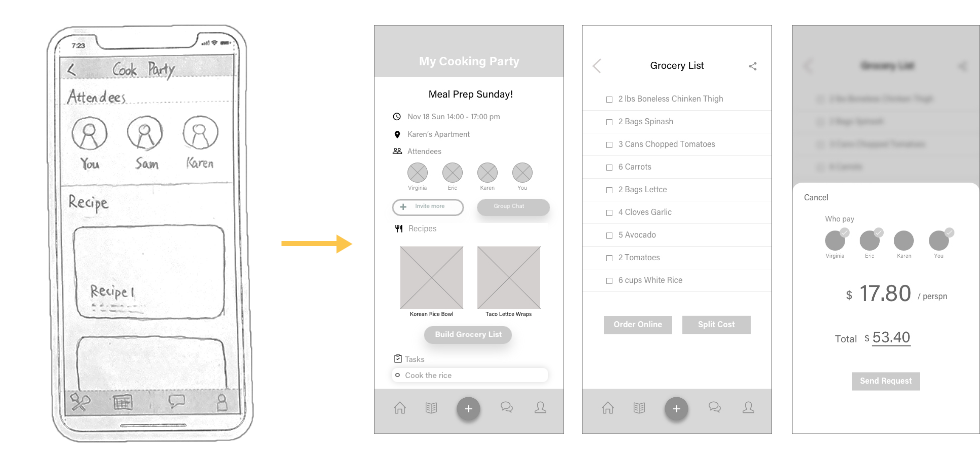 7:23
Cook Party
Attendees
You Sam Karen
Recipe
Recipe 1
My Cooking Party
Meal Prep Sunday!
Nov 18 Sun 14:00 - 17:00 pm
Karen's Apartment
Attendees
Virginia Eric Karen You
+ Invite more
Group Chat
Recipes
Korean Rice Bowl
Taco Lettce Wraps
Build Grocery List
Tasks
Cook the rice
+
Grocery List
2 lbs Boneless Chinken Thigh
2 Bags Spinash
3 Cans Chopped Tomatoes
6 Carrots
2 Bags Lettce
4 Cloves Garlic
5 Avocado
2 Tomatoes
6 cups White Rice
Order Online
Split Cost
+
Grocery List
2 lbs Boneless Chinken Thigh
2 Bags Spinash
3 Cans Chopped Tomatoes
6 Carrots
Cancel
Who pay
Virginia Eric Karen You
$ 17.80 / perspn
Total $ 53.40
Send Request